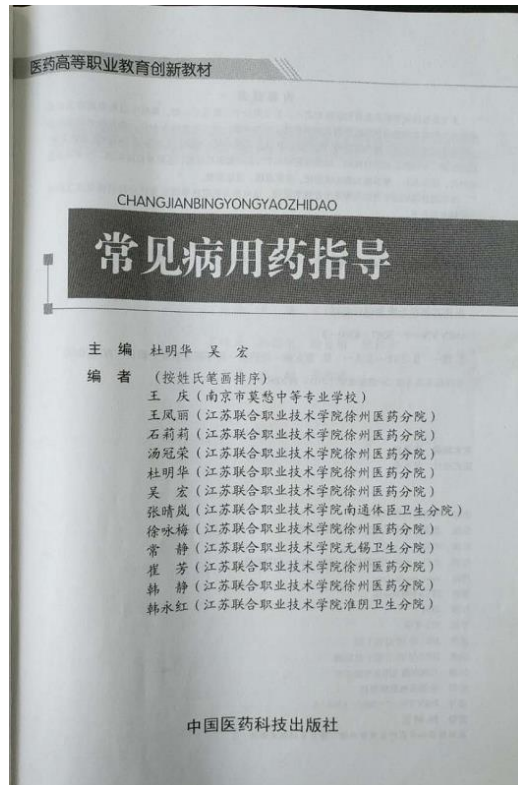 医药高等职业教育创新教材
CHANGJIANBINGYONGYAOZHIDAO
常见病用药指导
主 编 杜明华 吴 宏
编 者 (按姓氏笔画排序)
王 庆(南京市莫愁中等专业学校)
王凤丽(江苏联合职业技术学院徐州医药分院)
石莉莉(江苏联合职业技术学院徐州医药分院)
汤冠荣(江苏联合职业技术学院徐州医药分院)
杜明华(江苏联合职业技术学院徐州医药分院)
吴 宏(江苏联合职业技术学院徐州医药分院)
张晴岚(江苏联合职业技术学院南通体臣卫生分院)
徐咏梅(江苏联合职业技术学院徐州医药分院)
常 静(江苏联合职业技术学院无锡卫生分院)
崔 芳(江苏联合职业技术学院徐州医药分院)
韩 静(江苏联合职业技术学院徐州医药分院)
韩永红(江苏联合职业技术学院淮阴卫生分院)
中国医药科技出版社